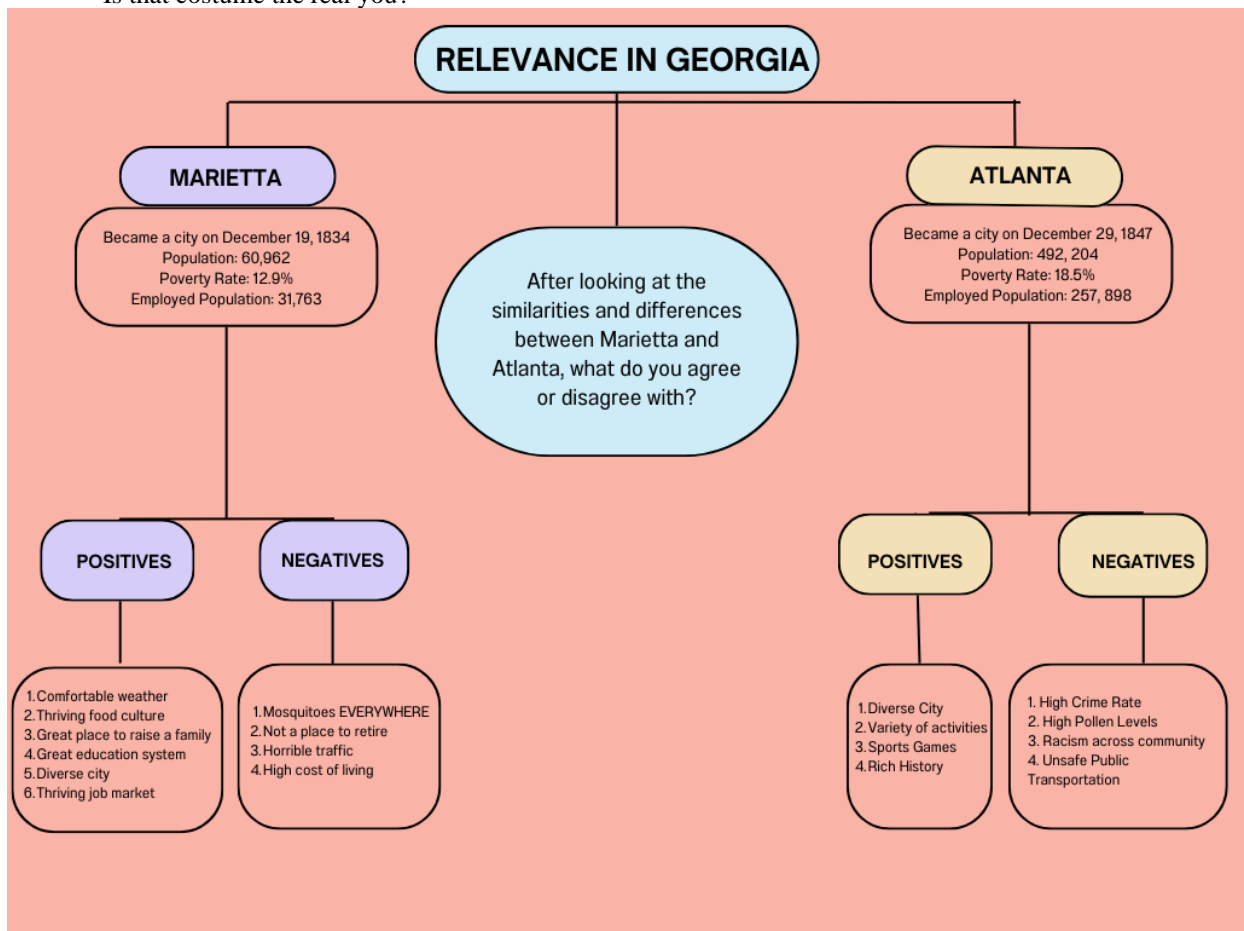 Is that costume the real you?
RELEVANCE IN GEORGIA
MARIETTA
Became a city on December 19, 1834
Population: 60,962
Poverty Rate: 12.9%
Employed Population: 31,763
After looking at the
similarities and differences
between Marietta and
Atlanta, what do you agree
or disagree with?
ATLANTA
Became a city on December 29, 1847
Population: 492, 204
Poverty Rate: 18.5%
Employed Population: 257, 898
POSITIVES
1.Comfortable weather
2.Thriving food culture
3.Great place to raise a family
4.Great education system
5.Diverse city
6.Thriving job market
NEGATIVES
1.Mosquitoes EVERYWHERE
2.Not a place to retire
3.Horrible traffic
4.High cost of living
POSITIVES
1.Diverse City
2.Variety of activities
3.Sports Games
4.Rich History
NEGATIVES
1. High Crime Rate
2. High Pollen Levels
3. Racism across community
4. Unsafe Public
Transportation